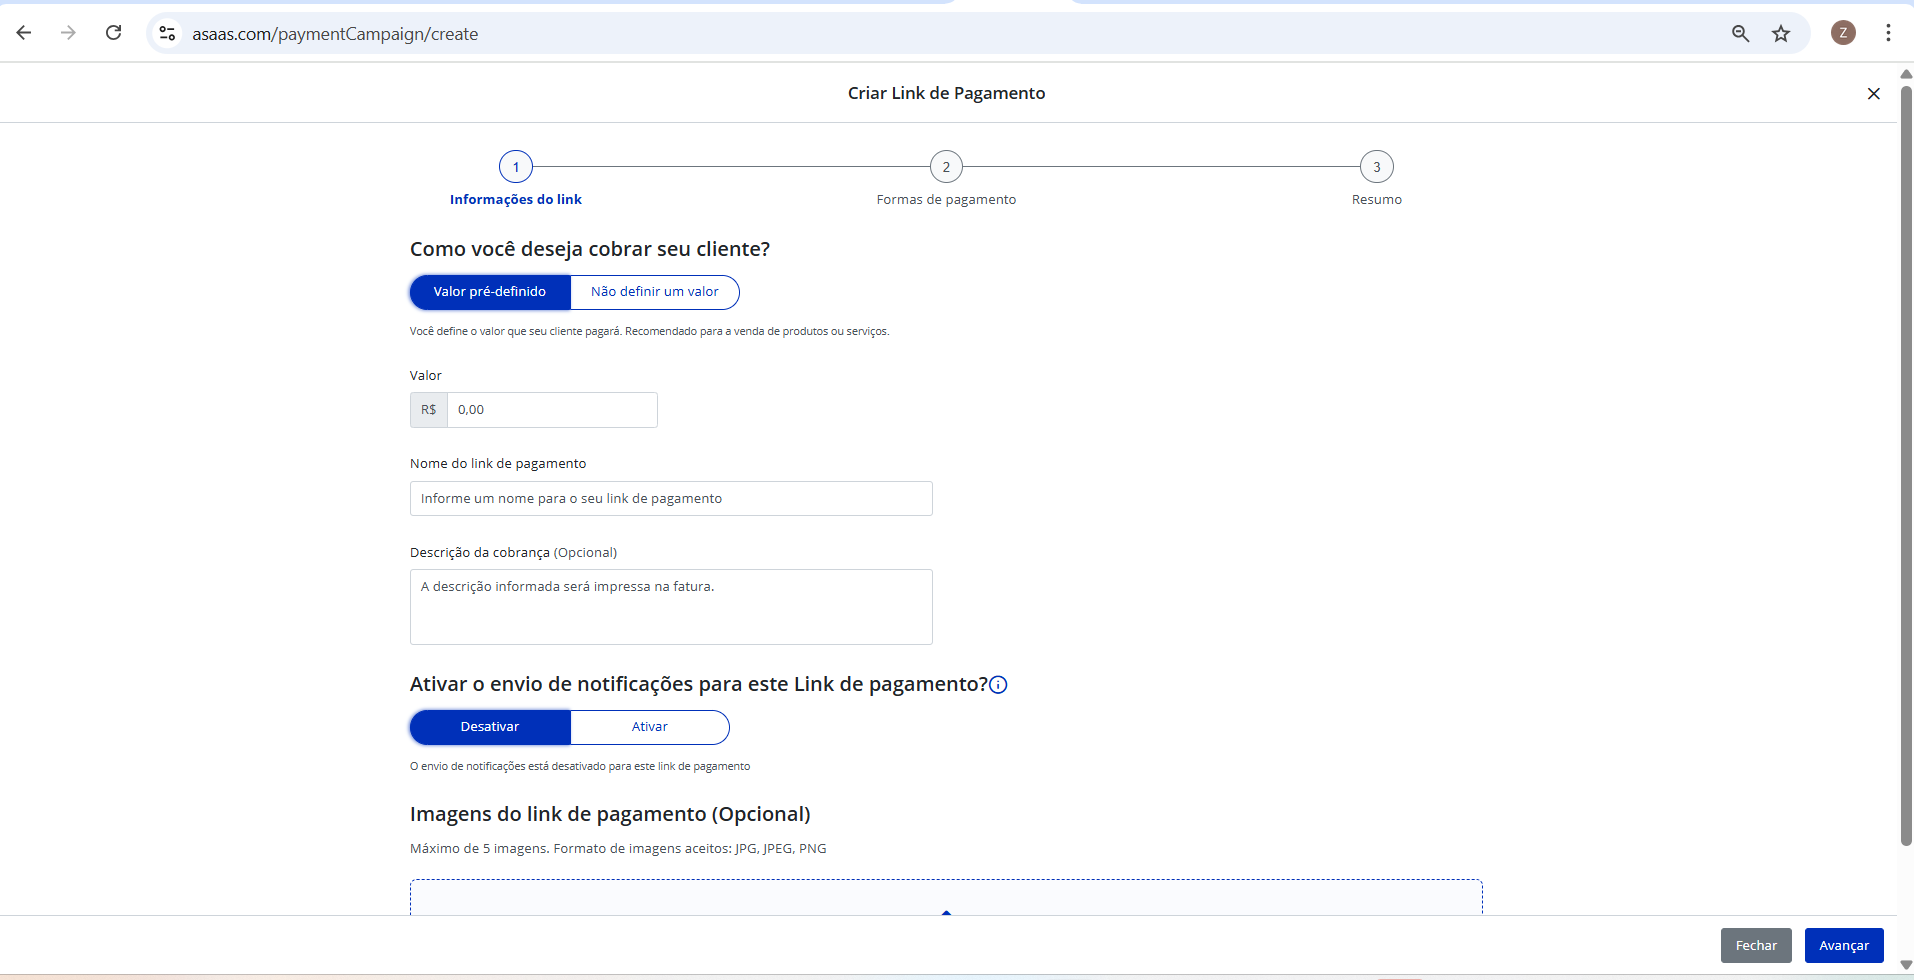 asaas.com/paymentCampaign/create
Z
Criar Link de Pagamento
1
2
3
Informações do link
Formas de pagamento
Resumo
Como você deseja cobrar seu cliente?
Valor pré-definido
Não definir um valor
Você define o valor que seu cliente pagará. Recomendado para a venda de produtos ou serviços.
Valor
R$ 0,00
Nome do link de pagamento
Informe um nome para o seu link de pagamento
Descrição da cobrança (Opcional)
A descrição informada será impressa na fatura.
Ativar o envio de notificações para este Link de pagamento?
Desativar
Ativar
O envio de notificações está desativado para este link de pagamento
Imagens do link de pagamento (Opcional)
Máximo de 5 imagens. Formato de imagens aceitos: JPG, JPEG, PNG
Fechar
Avançar